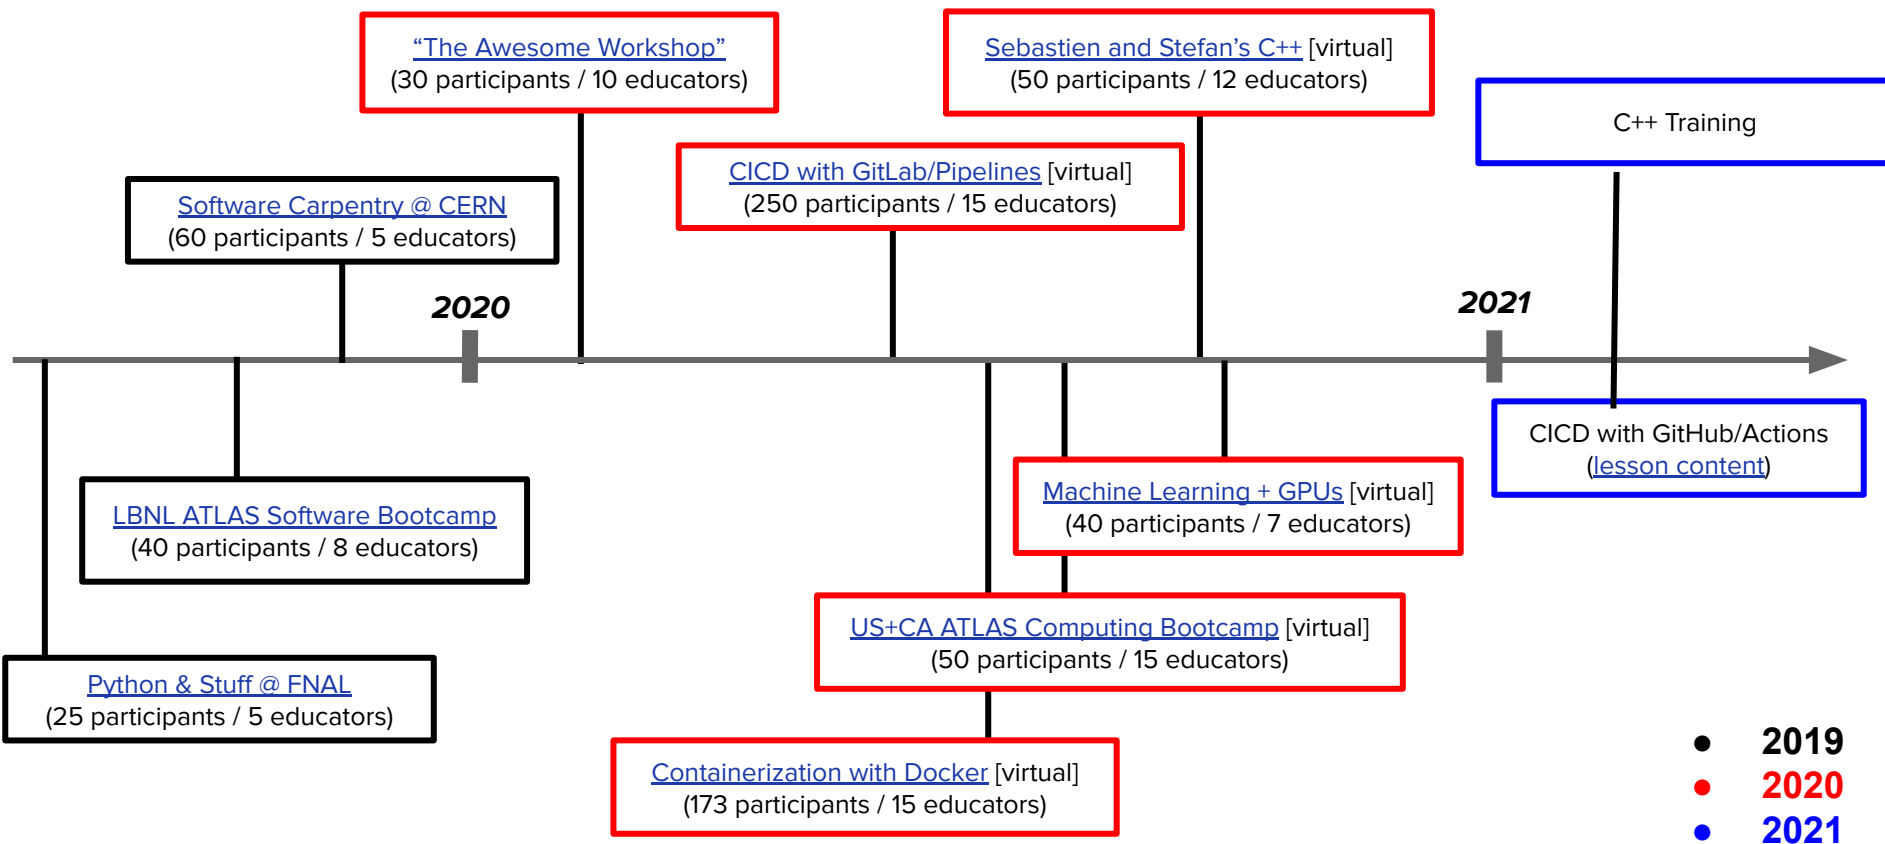 “The Awesome Workshop”
(30 participants / 10 educators)
Sebastien and Stefan’s C++ [virtual]
(50 participants / 12 educators)
C++ Training
CICD with GitLab/Pipelines [virtual]
(250 participants / 15 educators)
Software Carpentry @ CERN
(60 participants / 5 educators)
2020
2021
CICD with GitHub/Actions
(lesson content)
Machine Learning + GPUs [virtual]
(40 participants / 7 educators)
LBNL ATLAS Software Bootcamp
(40 participants / 8 educators)
US+CA ATLAS Computing Bootcamp [virtual]
(50 participants / 15 educators)
Python & Stuff @ FNAL
(25 participants / 5 educators)
Containerization with Docker [virtual]
(173 participants / 15 educators)
● 2019
● 2020
● 2021